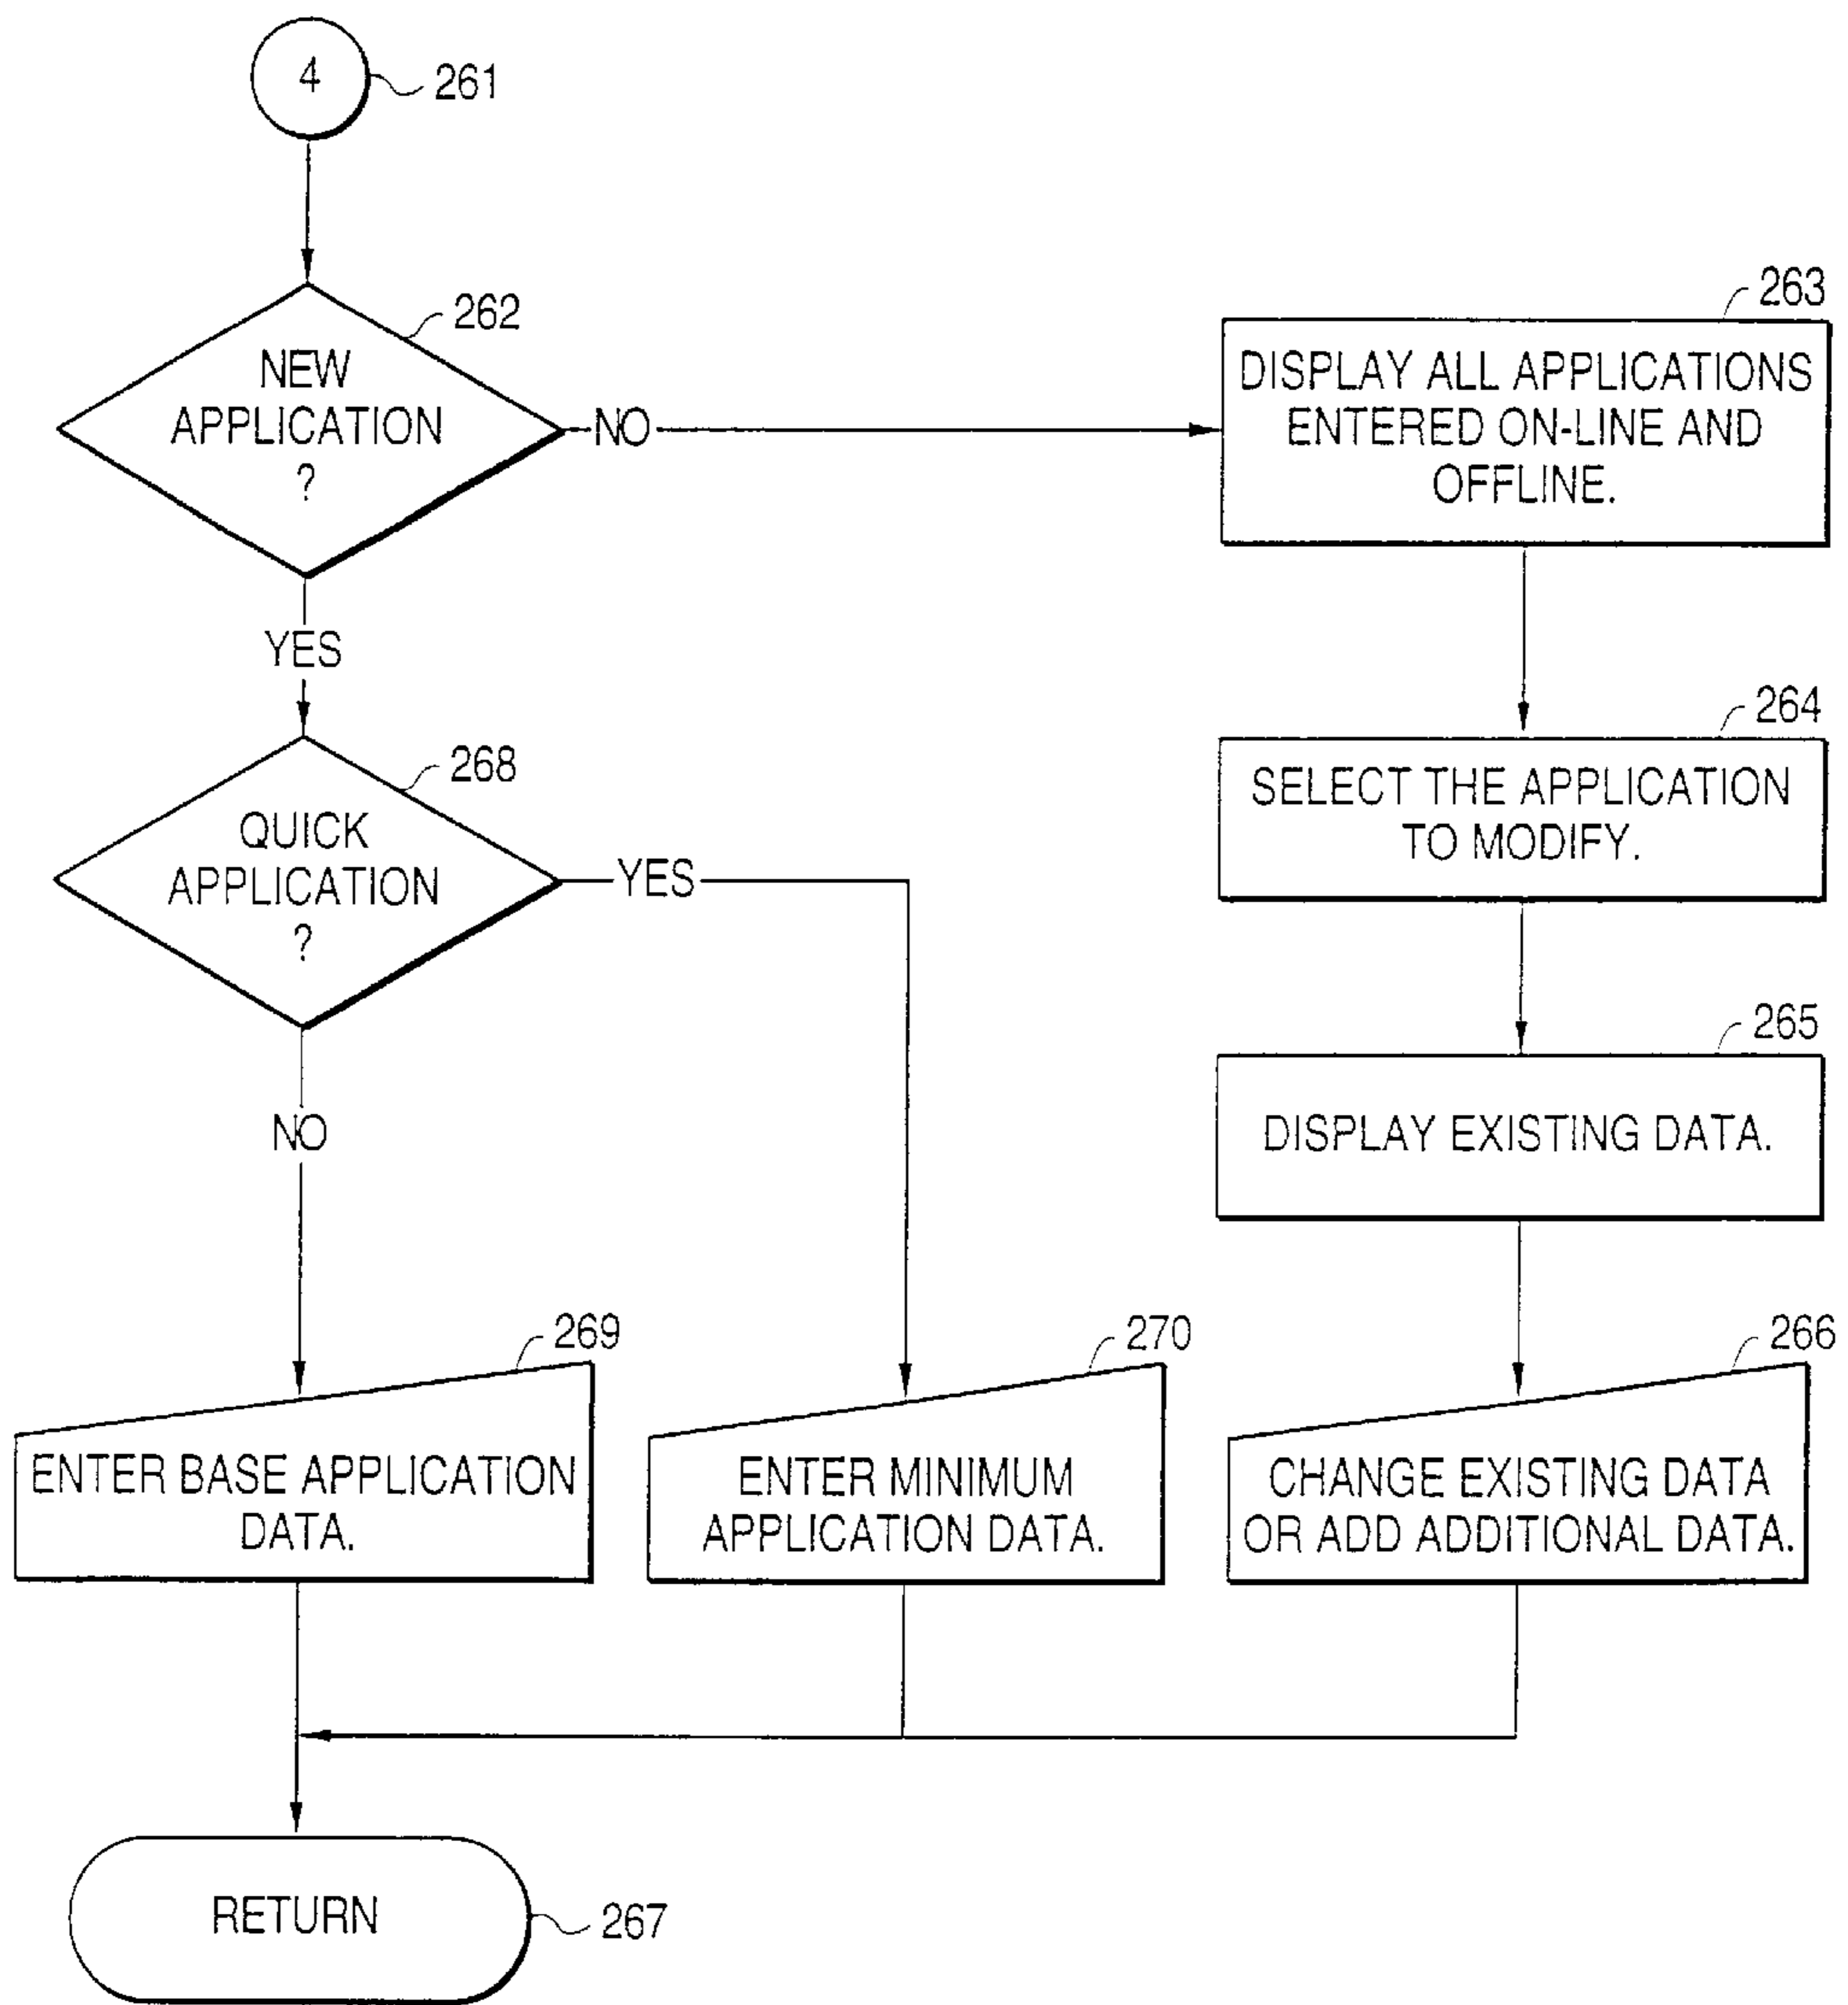 4
261
262
NEW
APPLICATION
?
NO
263
DISPLAY ALL APPLICATIONS
ENTERED ON-LINE AND
OFFLINE.
YES
264
SELECT THE APPLICATION
TO MODIFY.
268
QUICK
APPLICATION
?
YES
265
DISPLAY EXISTING DATA.
NO
269
ENTER BASE APPLICATION
DATA.
270
ENTER MINIMUM
APPLICATION DATA.
266
CHANGE EXISTING DATA
OR ADD ADDITIONAL DATA.
RETURN
267